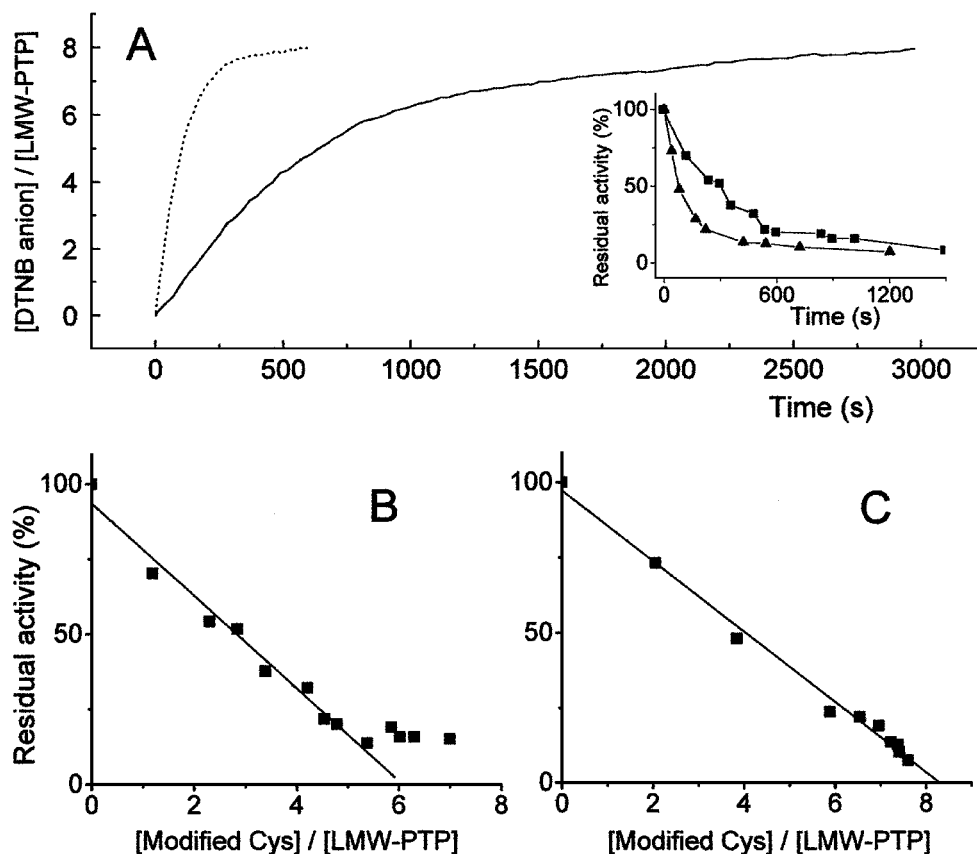 A
[DTNB anion] / [LMW-PTP]
8
6
4
2
0
0 500 1000 1500 2000 2500 3000
Time (s)
Residual activity (%)
100
50
0
0 600 1200
Time (s)
B
Residual activity (%)
100
50
0
0 2 4 6 8
[Modified Cys] / [LMW-PTP]
C
100
50
0
0 2 4 6 8
[Modified Cys] / [LMW-PTP]